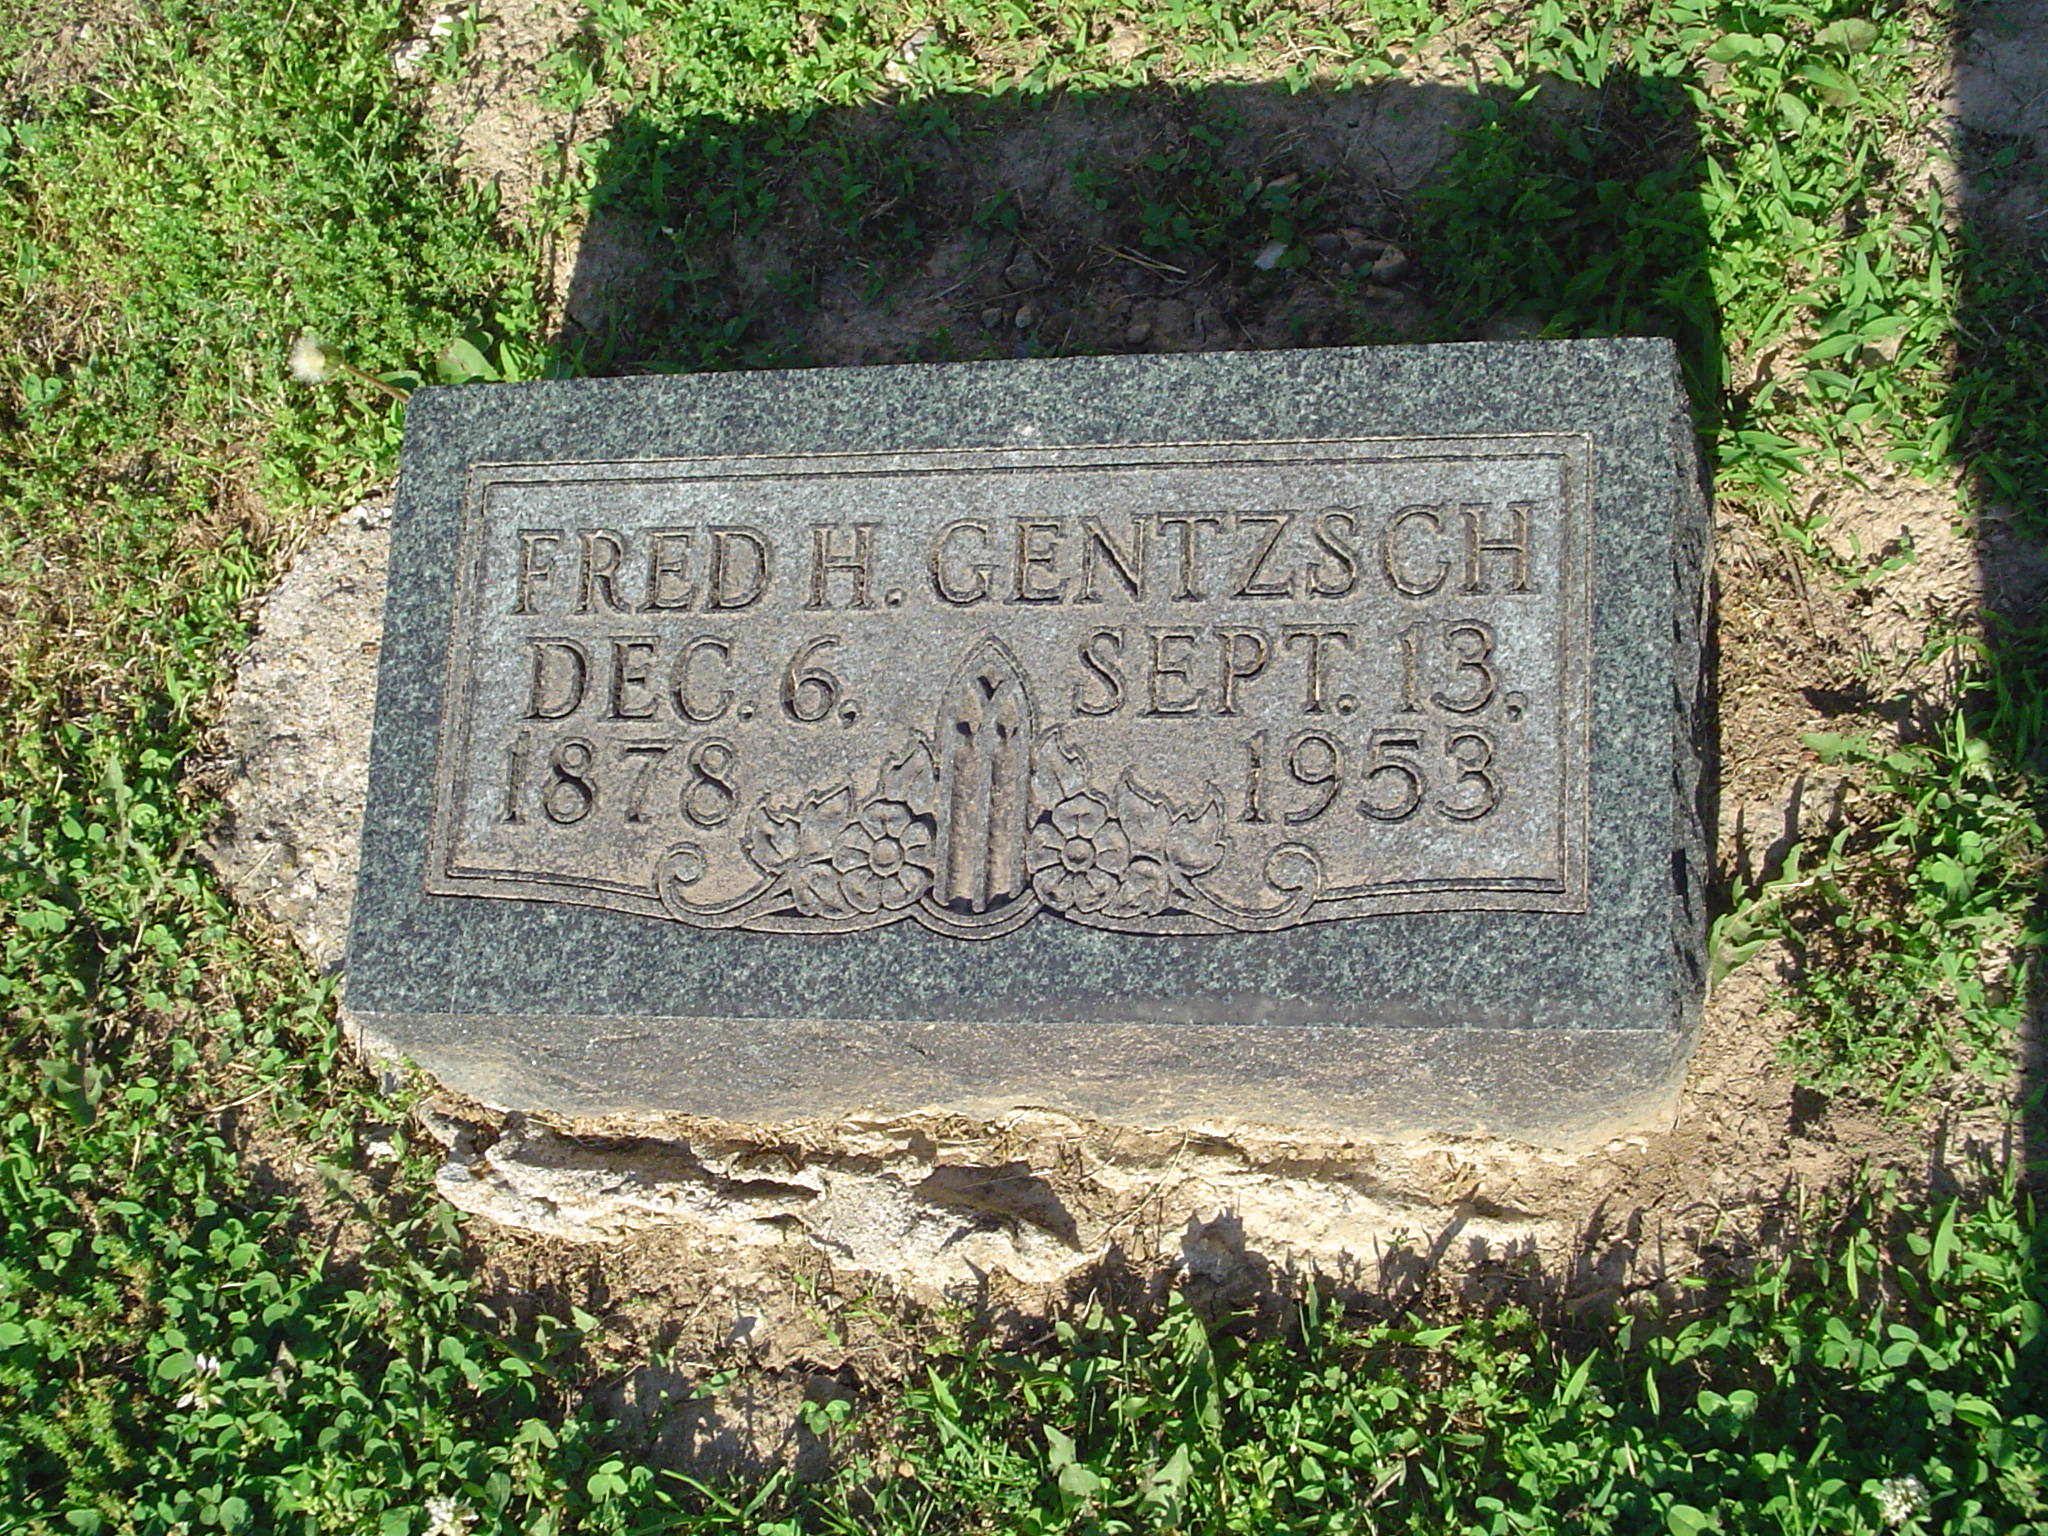 FRED H. GENTZSCH
DEC. 6, SEPT. 13,
1878 1953